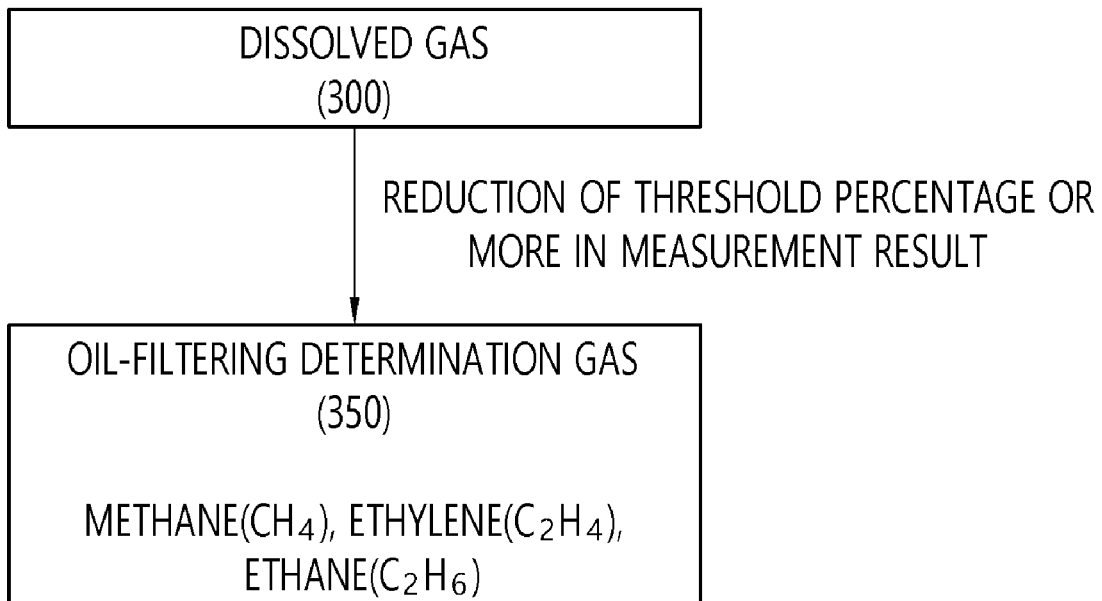 DISSOLVED GAS
(300)
REDUCTION OF THRESHOLD PERCENTAGE OR
MORE IN MEASUREMENT RESULT
OIL-FILTERING DETERMINATION GAS
(350)
METHANE(CH₄), ETHYLENE(C₂H₄),
ETHANE(C₂H₆)